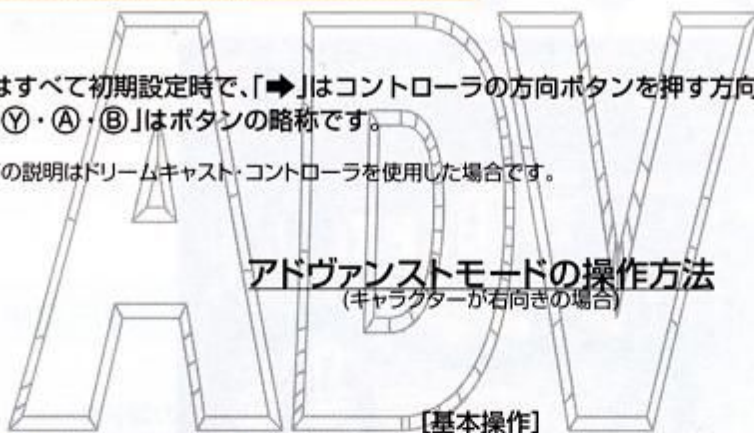 はすべて初期設定時で、「➡」はコントローラの方向ボタンを押す方向
Ⓨ・Ⓐ・Ⓑ」はボタンの略称です。
の説明はドリームキャスト・コントローラを使用した場合です。
ADV
アドヴァンストモードの操作方法
(キャラクターが右向きの場合)
[基本操作]